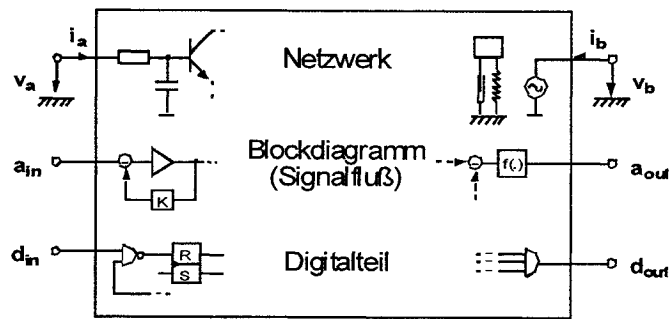 i_a
Netzwerk
i_b
v_a
v_b
a_in
Blockdiagramm
(Signalfluß)
f(.)
a_out
K
d_in
R
S
Digitalteil
d_out